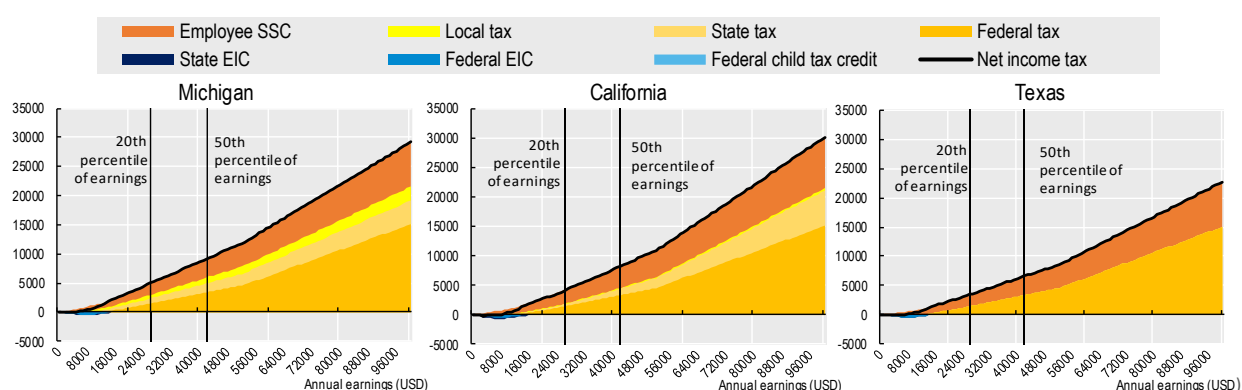 Employee SSC
Local tax
State tax
Federal tax
State EIC
Federal EIC
Federal child tax credit
Net income tax
Michigan
35000
30000
25000
20000
15000
10000
5000
0
-5000
20th
percentile
of earnings
50th
percentile of
earnings
0
8000
16000
24000
32000
40000
48000
56000
64000
72000
80000
88000
96000
Annual earnings (USD)
California
35000
30000
25000
20000
15000
10000
5000
0
-5000
20th
percentile
of earnings
50th
percentile of
earnings
0
8000
16000
24000
32000
40000
48000
56000
64000
72000
80000
88000
96000
Annual earnings (USD)
Texas
35000
30000
25000
20000
15000
10000
5000
0
-5000
20th
percentile
of earnings
50th
percentile of
earnings
0
8000
16000
24000
32000
40000
48000
56000
64000
72000
80000
88000
96000
Annual earnings (USD)